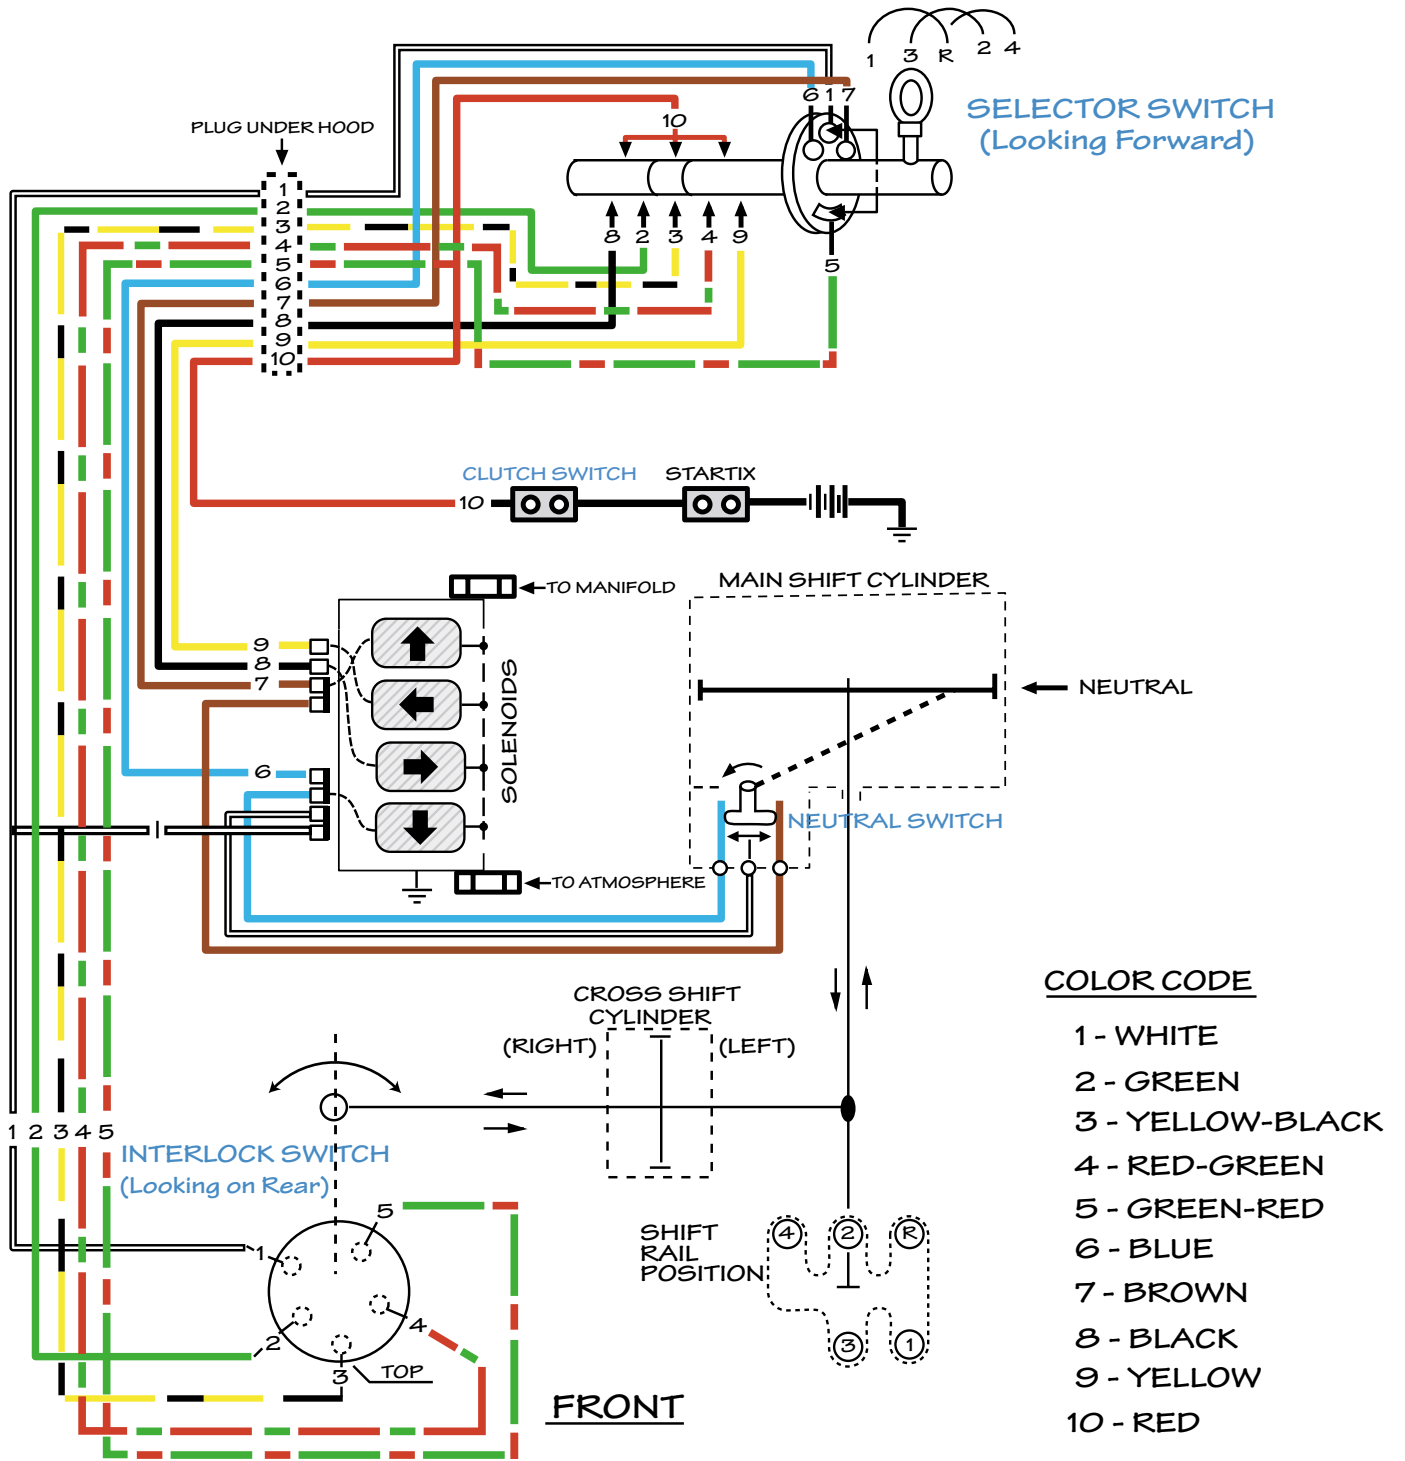 1 3 R 2 4
6 1 7
SELECTOR SWITCH
(Looking Forward)
10
PLUG UNDER HOOD
1
2
3
4
5
6
7
8
9
10
8 2 3 4 9
5
CLUTCH SWITCH
STARTIX
10
TO MANIFOLD
MAIN SHIFT CYLINDER
9
8
7
6
SOLENOIDS
NEUTRAL
NEUTRAL SWITCH
TO ATMOSPHERE
CROSS SHIFT
CYLINDER
(RIGHT)
(LEFT)
1 2 3 4 5
INTERLOCK SWITCH
(Looking on Rear)
5
1
2
4
3
TOP
FRONT
SHIFT
RAIL
POSITION
4 2 R
3 1
COLOR CODE
1 - WHITE
2 - GREEN
3 - YELLOW-BLACK
4 - RED-GREEN
5 - GREEN-RED
6 - BLUE
7 - BROWN
8 - BLACK
9 - YELLOW
10 - RED